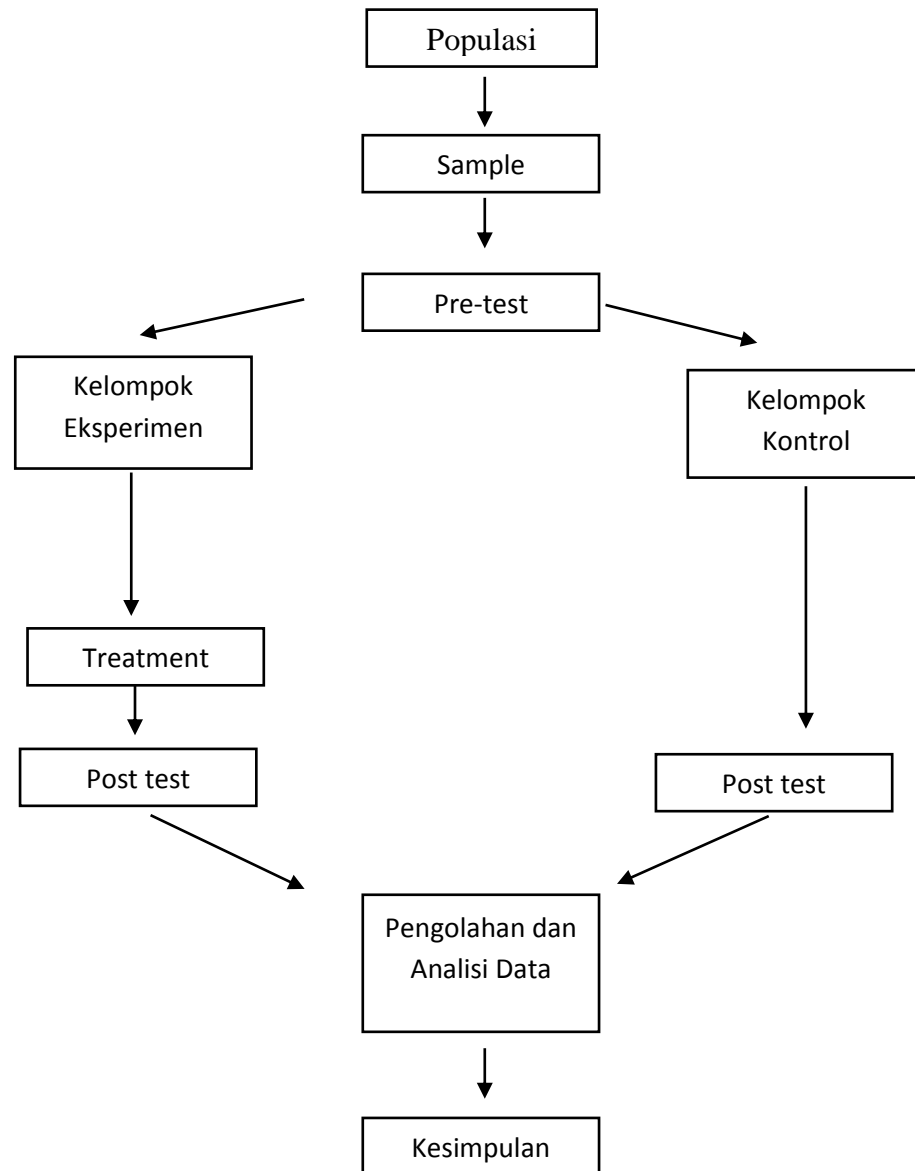 Populasi
Sample
Pre-test
Kelompok
Eksperimen
Kelompok
Kontrol
Treatment
Post test
Post test
Pengolahan dan
Analisi Data
Kesimpulan